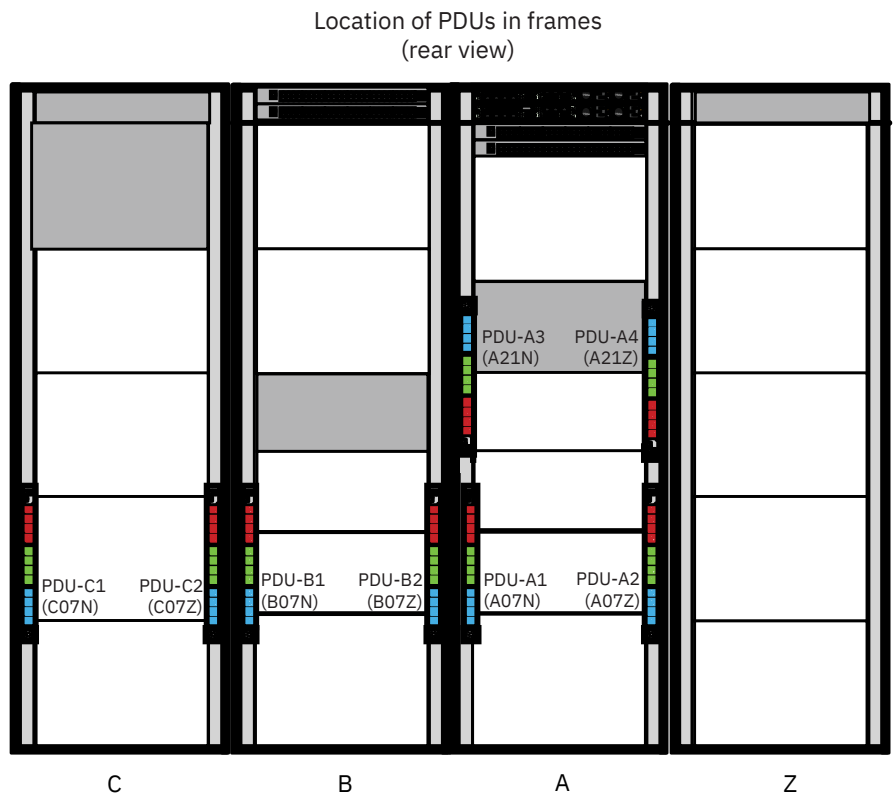 Location of PDUs in frames
(rear view)
PDU-A3 PDU-A4
(A21N) (A21Z)
PDU-C1 PDU-C2
(C07N) (C07Z)
PDU-B1 PDU-B2
(B07N) (B07Z)
PDU-A1 PDU-A2
(A07N) (A07Z)
C B A Z